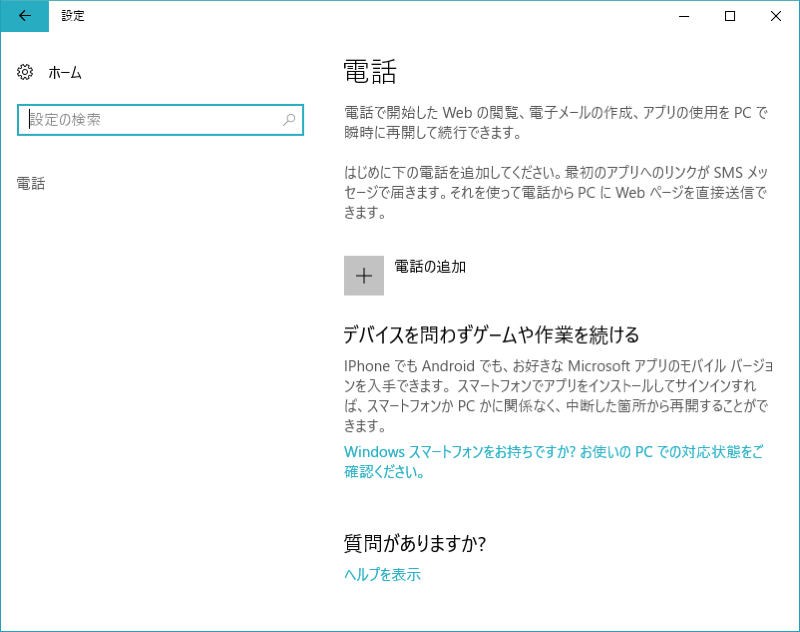 設定
ホーム
設定の検索
電話
電話
電話で開始した Web の閲覧、電子メールの作成、アプリの使用を PC で
瞬時に再開して続行できます。
はじめに下の電話を追加してください。最初のアプリへのリンクが SMS メッ
セージで届きます。それを使って電話から PC に Web ページを直接送信で
きます。
電話の追加
デバイスを問わずゲームや作業を続ける
IPhone でも Android でも、お好きな Microsoft アプリのモバイル バージョ
ンを入手できます。 スマートフォンでアプリをインストールしてサインインすれ
ば、スマートフォンか PC かに関係なく、中断した箇所から再開することがで
きます。
Windows スマートフォンをお持ちですか? お使いの PC での対応状態をご
確認ください。
質問がありますか?
ヘルプを表示